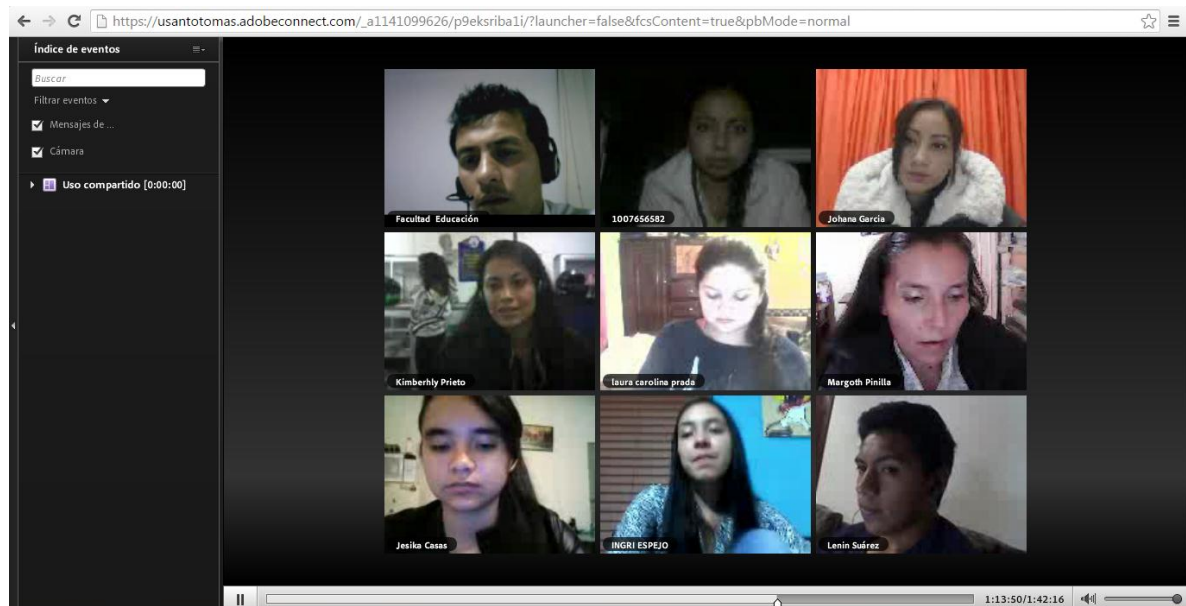 https://usantotomas.adobeconnect.com/_a1141099626/p9eksriba1i/?launcher=false&fcsContent=true&pbMode=normal
Índice de eventos
Buscar
Filtrar eventos
Mensajes de ...
Cámara
Uso compartido [0:00:00]
Facultad Educación
1007656582
Johana Garcia
Kimberhly Prieto
laura carolina prada
Margoth Pinilla
Jesika Casas
INGRI ESPEJO
Lenin Suárez
1:13:50/1:42:16